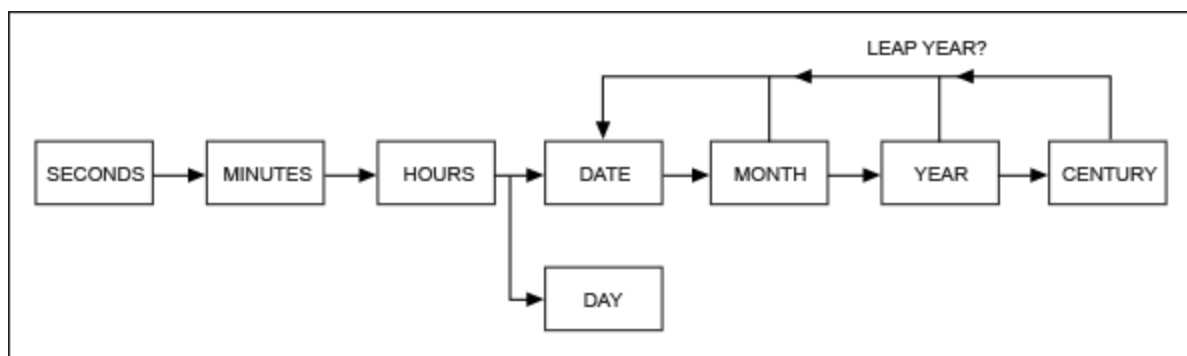 LEAP YEAR?
SECONDS MINUTES HOURS DATE MONTH YEAR CENTURY
DAY